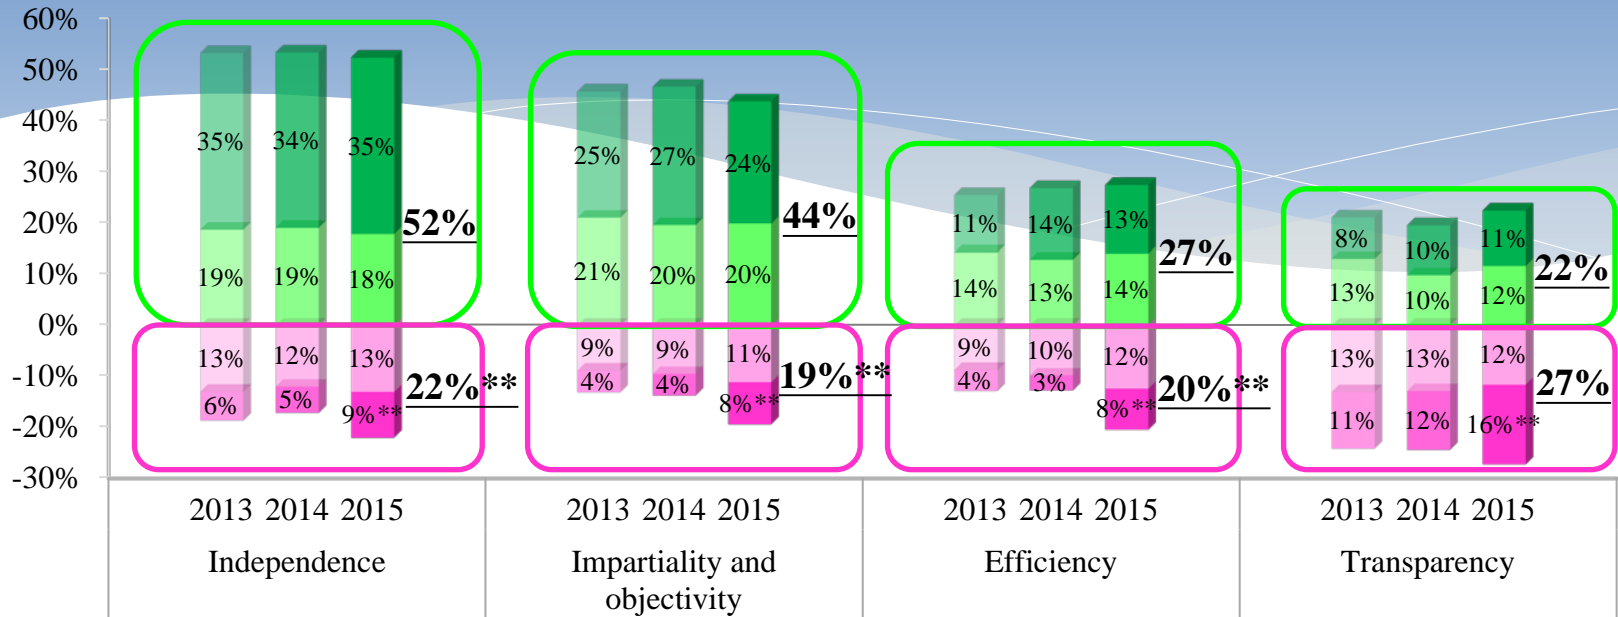 60%
50%
40%
30%
20%
10%
0%
-10%
-20%
-30%
35% 34% 35%
19% 19% 18%
52%
13% 12% 13%
6% 5% 9%**
22%**
25% 27% 24%
21% 20% 20%
44%
9% 9% 11%
4% 4% 8%**
19%**
11% 14% 13%
14% 13% 14%
27%
9% 10% 12%
4% 3% 8%**
20%**
8% 10% 11%
13% 10% 12%
22%
13% 13% 12%
11% 12% 16%**
27%
2013 2014 2015
Independence
2013 2014 2015
Impartiality and
objectivity
2013 2014 2015
Efficiency
2013 2014 2015
Transparency